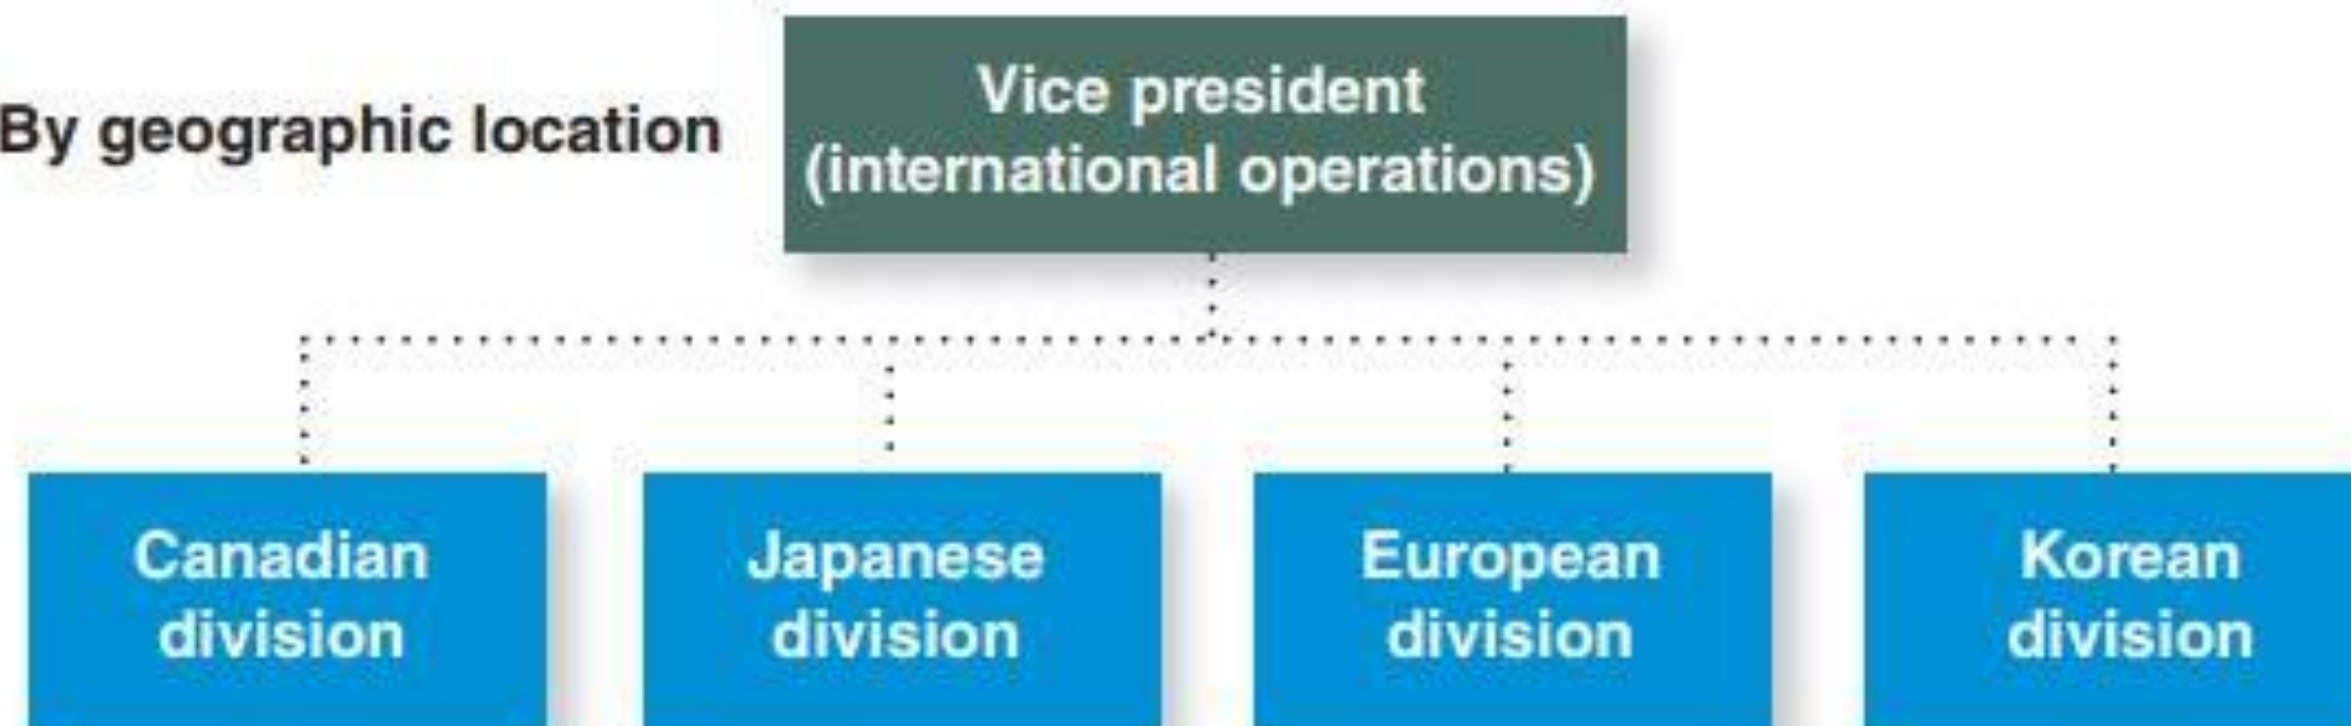 By geographic location
Vice president
(international operations)
Canadian
division
Japanese
division
European
division
Korean
division